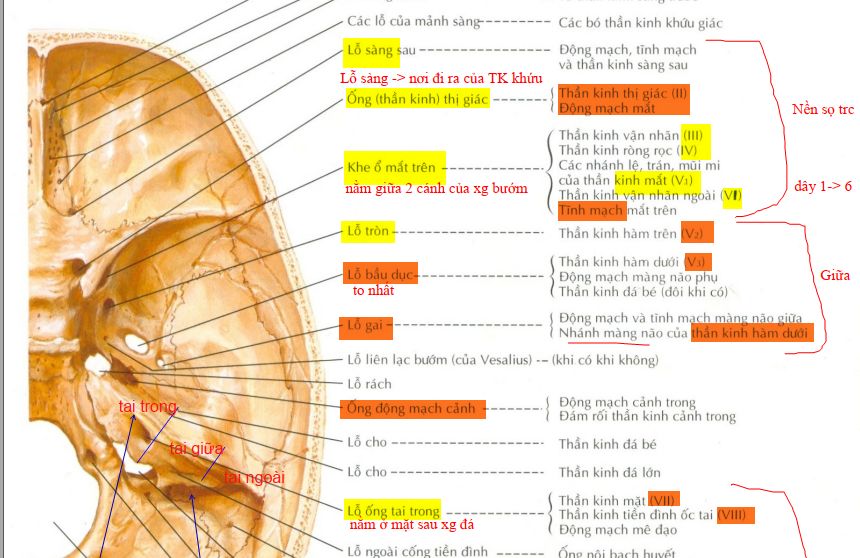 Các lỗ của mảnh sàng Các bó thần kinh khứu giác
Lỗ sàng sau Động mạch, tĩnh mạch
và thần kinh sàng sau
Lỗ sàng -> nơi đi ra của TK khứu
Ống (thần kinh) thị giác Thần kinh thị giác (II)
Động mạch mắt
Nền sọ trc
Khe ổ mắt trên Thần kinh vận nhãn (III)
Thần kinh ròng rọc (IV)
Các nhánh lệ, trán, mũi mi
của thần kinh mắt (V1)
Thần kinh vận nhãn ngoài (VI)
Tĩnh mạch mắt trên
nằm giữa 2 cánh của xg bướm
dây 1-> 6
Lỗ tròn Thần kinh hàm trên (V2)
Lỗ bầu dục Thần kinh hàm dưới (V3)
Động mạch màng não phụ
Thần kinh đá bé (đôi khi có)
to nhất
Giữa
Lỗ gai Động mạch và tĩnh mạch màng não giữa
Nhánh màng não của thần kinh hàm dưới
Lỗ liên lạc bướm (của Vesalius) -- (khi có khi không)
Lỗ rách
Ống động mạch cảnh Động mạch cảnh trong
Đám rối thần kinh cảnh trong
tai trong
Lỗ cho Thần kinh đá bé
tai giữa
Lỗ cho Thần kinh đá lớn
tai ngoài
Lỗ ống tai trong Thần kinh mặt (VII)
Thần kinh tiền đình ốc tai (VIII)
Động mạch mê đạo
nằm ở mặt sau xg đá
Lỗ ngoài cống tiền đình Ống nội bạch huyết